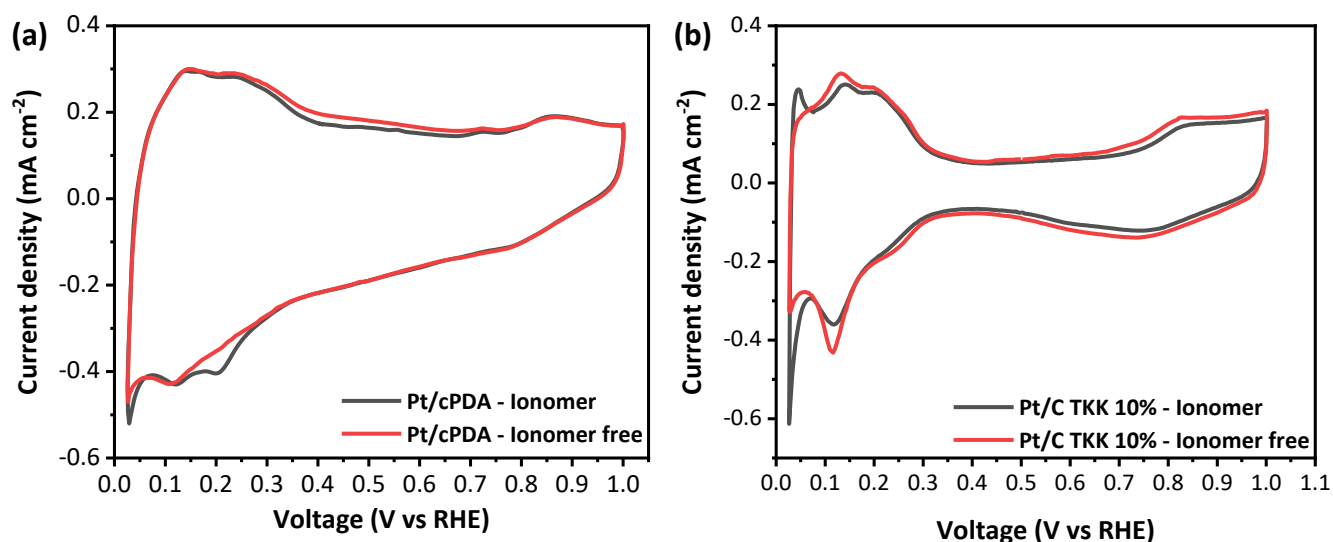 (a)
0.4
0.2
0.0
-0.2
-0.4
-0.6
Current density (mA cm⁻²)
0.0 0.1 0.2 0.3 0.4 0.5 0.6 0.7 0.8 0.9 1.0
Voltage (V vs RHE)
Pt/cPDA - Ionomer
Pt/cPDA - Ionomer free
(b)
0.4
0.2
0.0
-0.2
-0.4
-0.6
Current density (mA cm⁻²)
0.0 0.1 0.2 0.3 0.4 0.5 0.6 0.7 0.8 0.9 1.0 1.1
Voltage (V vs RHE)
Pt/C TKK 10% - Ionomer
Pt/C TKK 10% - Ionomer free